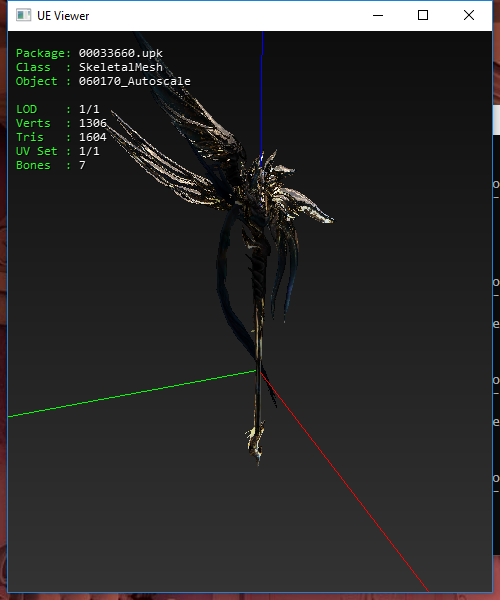 UE Viewer
Package: 00033660.upk
Class : SkeletalMesh
Object : 060170_Autoscale
LOD : 1/1
Verts : 1306
Tris : 1604
UV Set : 1/1
Bones : 7